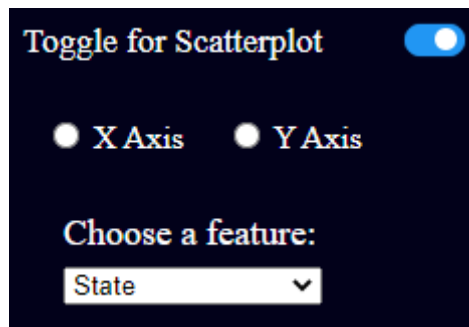 Toggle for Scatterplot
X Axis Y Axis
Choose a feature:
State